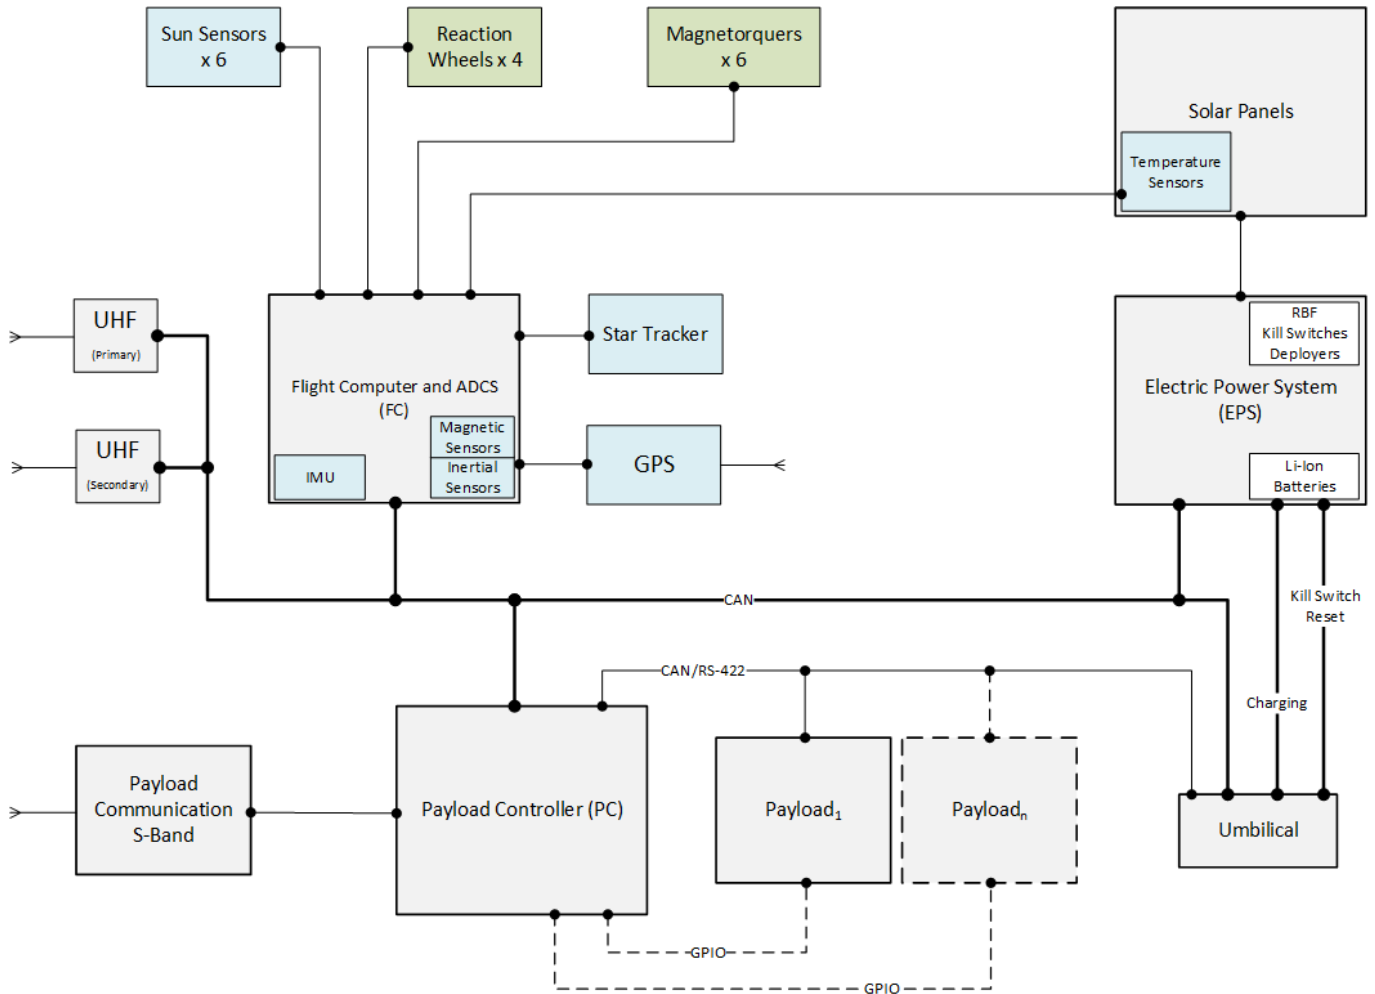 Sun Sensors
x 6
Reaction
Wheels x 4
Magnetorquers
x 6
Solar Panels
Temperature
Sensors
UHF
(Primary)
UHF
(Secondary)
Flight Computer and ADCS
(FC)
Magnetic
Sensors
Inertial
Sensors
IMU
Star Tracker
GPS
RBF
Kill Switches
Deployers
Electric Power System
(EPS)
Li-Ion
Batteries
CAN
Kill Switch
Reset
CAN/RS-422
Charging
Payload
Communication
S-Band
Payload Controller (PC)
Payload1
Payloadn
Umbilical
GPIO
GPIO